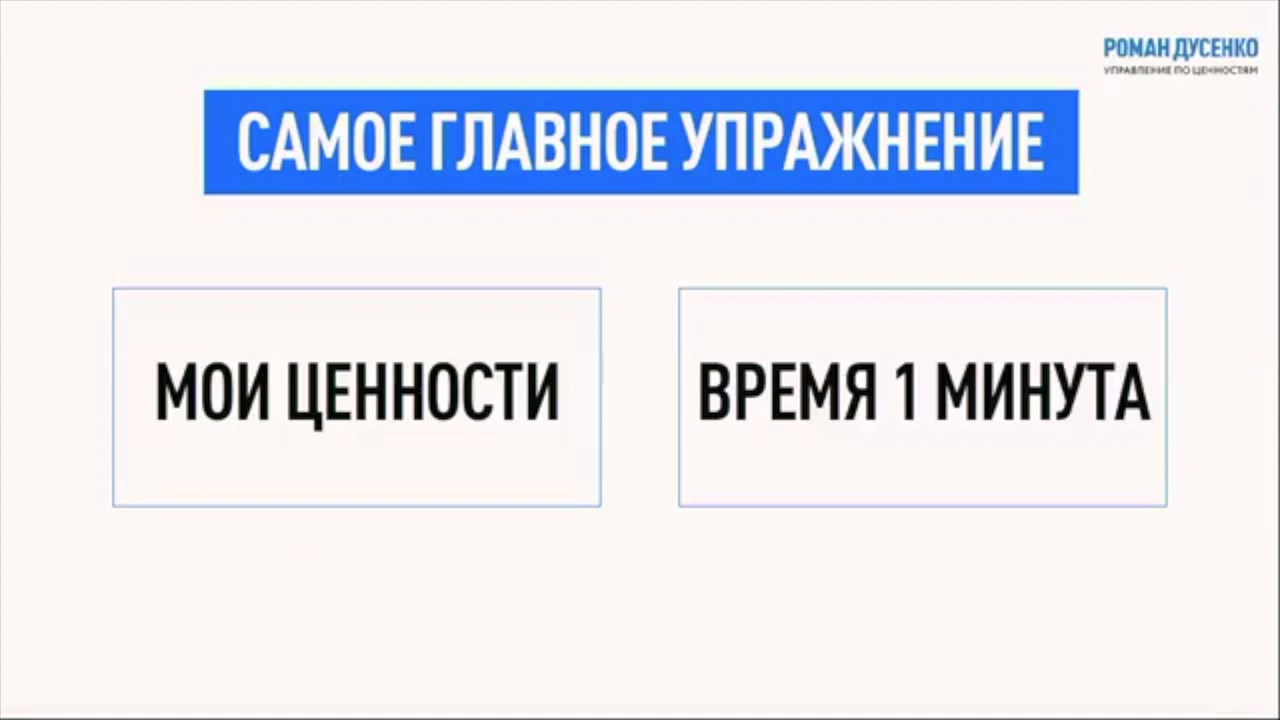 РОМАН ДУСЕНКО
УПРАВЛЕНИЕ ПО ЦЕННОСТЯМ
САМОЕ ГЛАВНОЕ УПРАЖНЕНИЕ
МОИ ЦЕННОСТИ
ВРЕМЯ 1 МИНУТА